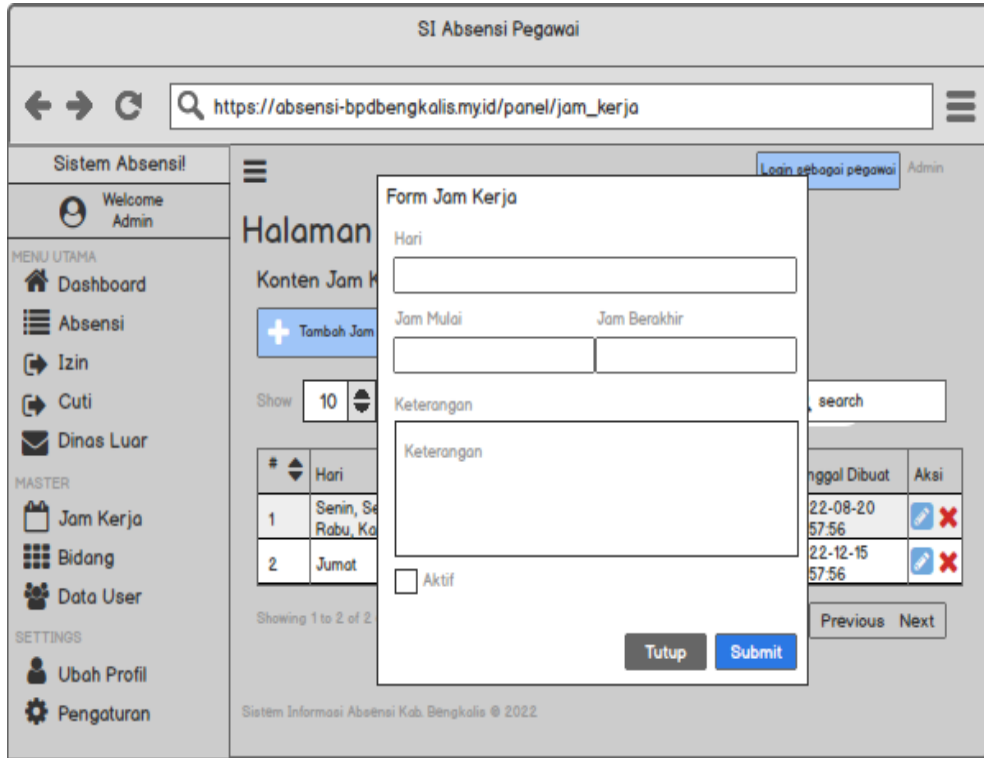 SI Absensi Pegawai
https://absensi-bpdbengkalis.my.id/panel/jam_kerja
Sistem Absensi!
Welcome
Admin
MENU UTAMA
Dashboard
Absensi
Izin
Cuti
Dinas Luar
MASTER
Jam Kerja
Bidang
Data User
SETTINGS
Ubah Profil
Pengaturan
Login sebagai pegawai Admin
Halaman
Konten Jam
Tambah Jam
Show 10
search
# Hari
Tanggal Dibuat Aksi
1 Senin,
Rabu,
22-08-20
57:56
2 Jumat
22-12-15
57:56
Showing 1 to 2 of 2
Previous Next
Sistem Informasi Absensi Kab. Bengkalis © 2022
Form Jam Kerja
Hari
Jam Mulai Jam Berakhir
Keterangan
Keterangan
Aktif
Tutup Submit